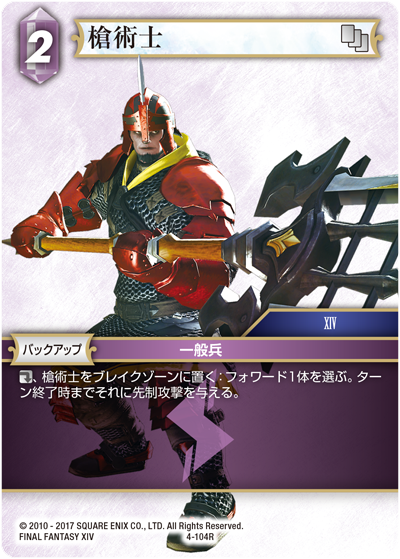 2
槍術士
XIV
バックアップ
一般兵
、槍術士をブレイクゾーンに置く:フォワード1体を選ぶ。ター
ン終了時までそれに先制攻撃を与える。
© 2010 - 2017 SQUARE ENIX CO., LTD. All Rights Reserved.
FINAL FANTASY XIV
4-104R